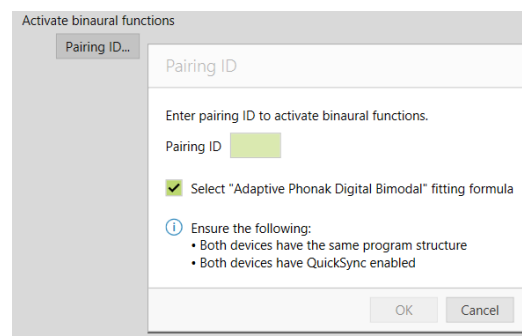 Activate binaural functions
Pairing ID...
Pairing ID
Enter pairing ID to activate binaural functions.
Pairing ID
Select "Adaptive Phonak Digital Bimodal" fitting formula
Ensure the following:
• Both devices have the same program structure
• Both devices have QuickSync enabled
OK Cancel